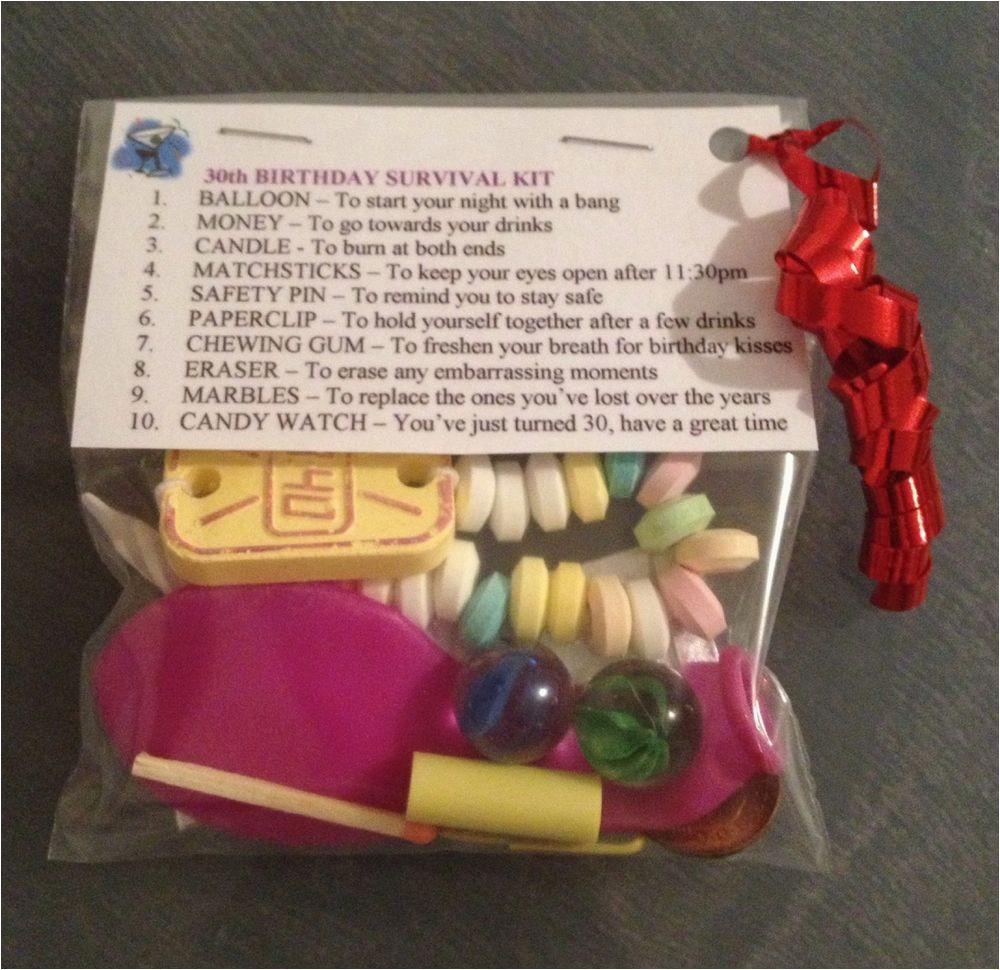 30th BIRTHDAY SURVIVAL KIT
1. BALLOON – To start your night with a bang
2. MONEY – To go towards your drinks
3. CANDLE - To burn at both ends
4. MATCHSTICKS – To keep your eyes open after 11:30pm
5. SAFETY PIN – To remind you to stay safe
6. PAPERCLIP – To hold yourself together after a few drinks
7. CHEWING GUM – To freshen your breath for birthday kisses
8. ERASER – To erase any embarrassing moments
9. MARBLES – To replace the ones you've lost over the years
10. CANDY WATCH – You've just turned 30, have a great time